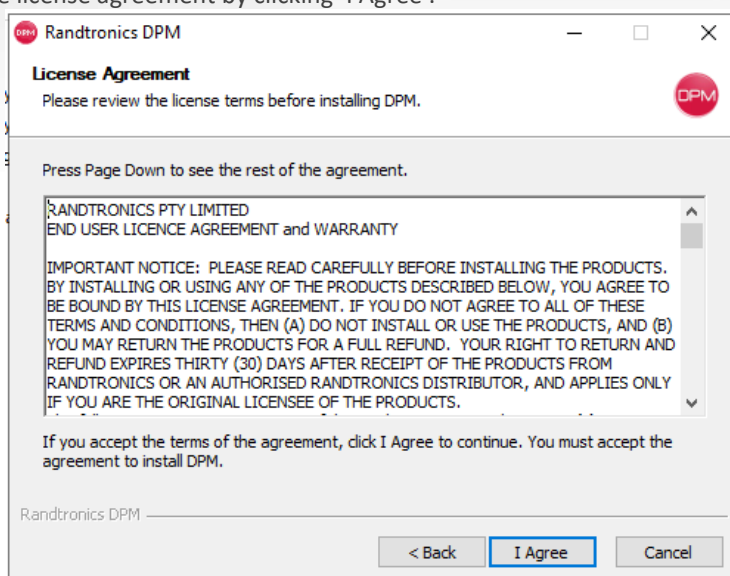 license agreement by clicking 'I Agree'.
DPM Randtronics DPM
License Agreement
Please review the license terms before installing DPM.
DPM
Press Page Down to see the rest of the agreement.
RANDTRONICS PTY LIMITED
END USER LICENCE AGREEMENT and WARRANTY
IMPORTANT NOTICE: PLEASE READ CAREFULLY BEFORE INSTALLING THE PRODUCTS.
BY INSTALLING OR USING ANY OF THE PRODUCTS DESCRIBED BELOW, YOU AGREE TO
BE BOUND BY THIS LICENSE AGREEMENT. IF YOU DO NOT AGREE TO ALL OF THESE
TERMS AND CONDITIONS, THEN (A) DO NOT INSTALL OR USE THE PRODUCTS, AND (B)
YOU MAY RETURN THE PRODUCTS FOR A FULL REFUND. YOUR RIGHT TO RETURN AND
REFUND EXPIRES THIRTY (30) DAYS AFTER RECEIPT OF THE PRODUCTS FROM
RANDTRONICS OR AN AUTHORISED RANDTRONICS DISTRIBUTOR, AND APPLIES ONLY
IF YOU ARE THE ORIGINAL LICENSEE OF THE PRODUCTS.
If you accept the terms of the agreement, click I Agree to continue. You must accept the
agreement to install DPM.
Randtronics DPM
< Back I Agree Cancel